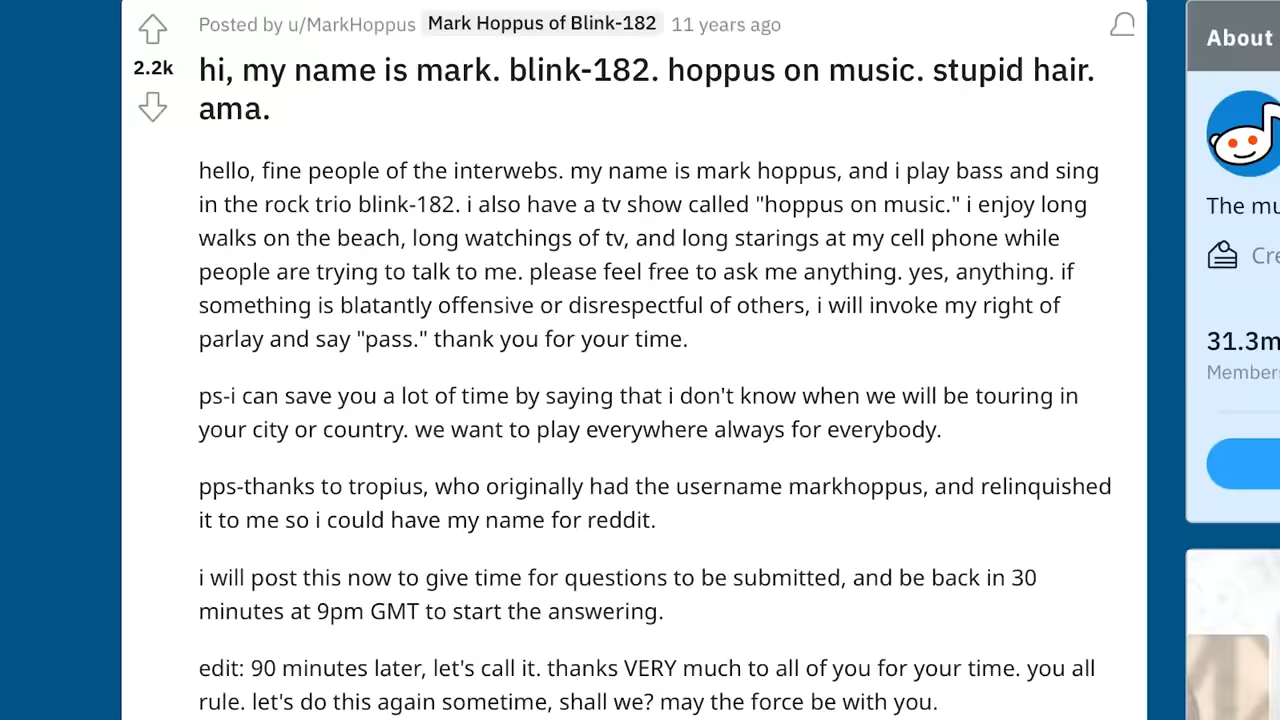 Posted by u/MarkHoppus Mark Hoppus of Blink-182 11 years ago
2.2k
hi, my name is mark. blink-182. hoppus on music. stupid hair.
ama.
hello, fine people of the interwebs. my name is mark hoppus, and i play bass and sing
in the rock trio blink-182. i also have a tv show called "hoppus on music." i enjoy long
walks on the beach, long watchings of tv, and long starings at my cell phone while
people are trying to talk to me. please feel free to ask me anything. yes, anything. if
something is blatantly offensive or disrespectful of others, i will invoke my right of
parlay and say "pass." thank you for your time.
ps-i can save you a lot of time by saying that i don't know when we will be touring in
your city or country. we want to play everywhere always for everybody.
pps-thanks to tropius, who originally had the username markhoppus, and relinquished
it to me so i could have my name for reddit.
i will post this now to give time for questions to be submitted, and be back in 30
minutes at 9pm GMT to start the answering.
edit: 90 minutes later, let's call it. thanks VERY much to all of you for your time. you all
rule. let's do this again sometime, shall we? may the force be with you.
About
The mu
Cre
31.3m
Member